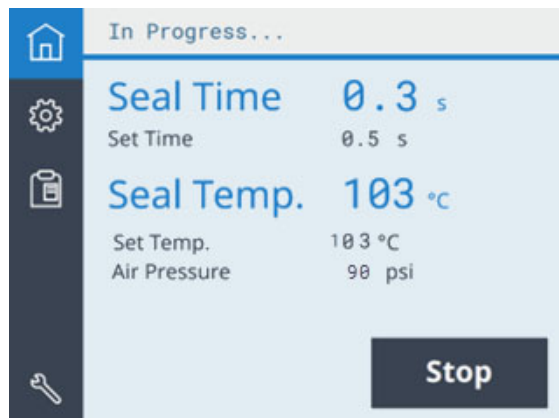 In Progress...
Seal Time 0.3 s
Set Time 0.5 s
Seal Temp. 103 °C
Set Temp. 103 °C
Air Pressure 90 psi
Stop